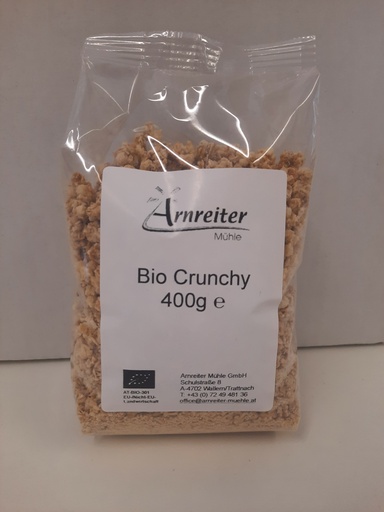 Arnreiter
Mühle
Bio Crunchy
400g ℮
AT-BIO-301
EU-/Nicht-EU-
Landwirtschaft
Arnreiter Mühle GmbH
Schulstraße 8
A-4702 Wallern/Trattnach
T. +43 (0) 72 49 481 36
office@arnreiter-muehle.at